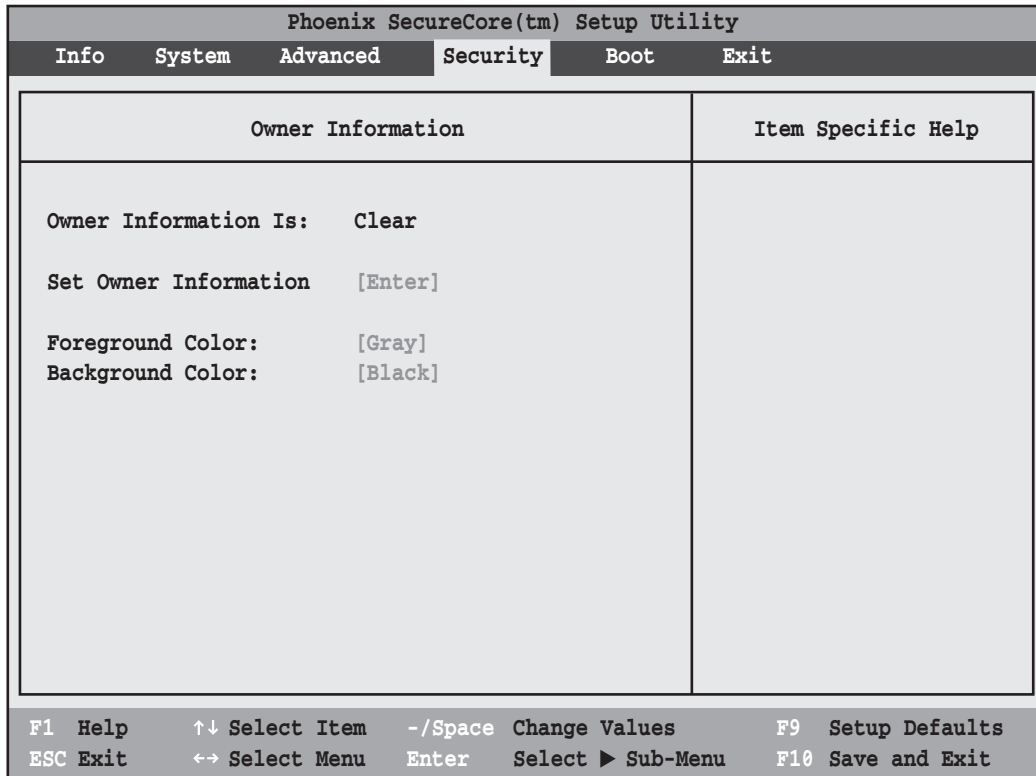 Phoenix SecureCore(tm) Setup Utility
Info System Advanced Security Boot Exit
Owner Information Item Specific Help
Owner Information Is: Clear
Set Owner Information [Enter]
Foreground Color: [Gray]
Background Color: [Black]
F1 Help ↑↓ Select Item -/Space Change Values F9 Setup Defaults
ESC Exit ←→ Select Menu Enter Select ▶ Sub-Menu F10 Save and Exit